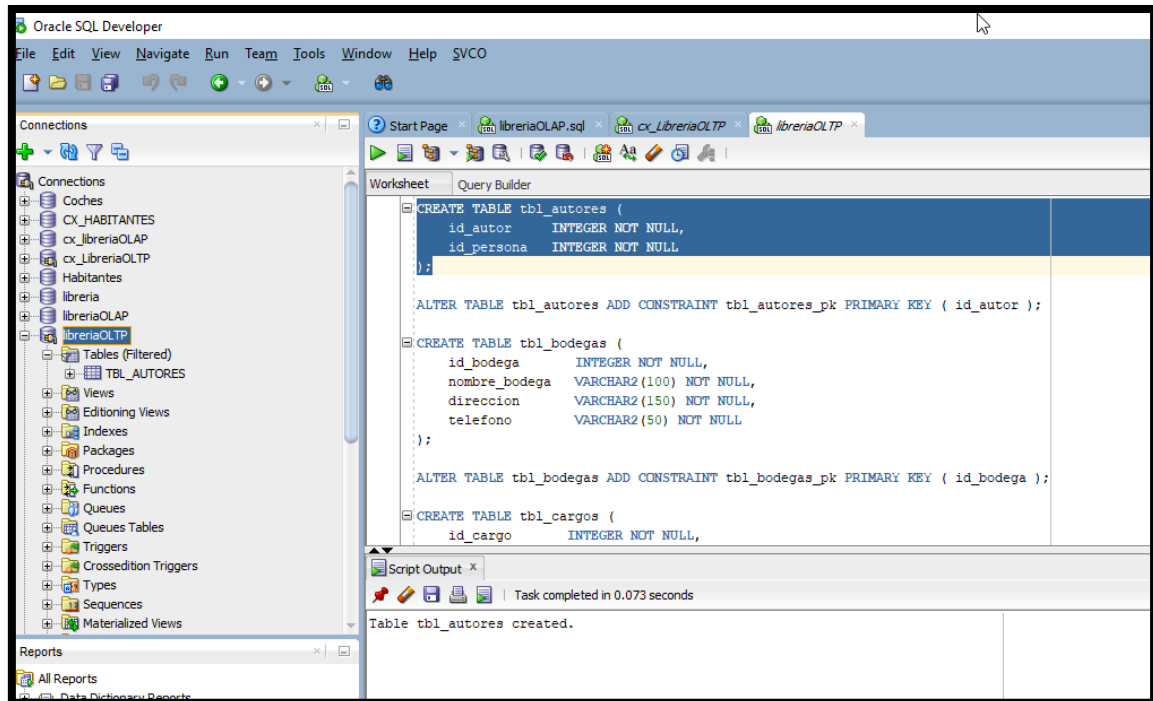 Oracle SQL Developer
File Edit View Navigate Run Team Tools Window Help SVCO
Connections
Connections
Coches
CX_HABITANTES
cx_libreriaOLAP
cx_LibreriaOLTP
Habitantes
libreria
libreriaOLAP
libreriaOLTP
Tables (Filtered)
TBL_AUTORES
Views
Editioning Views
Indexes
Packages
Procedures
Functions
Queues
Queues Tables
Triggers
Crossedition Triggers
Types
Sequences
Materialized Views
Reports
All Reports
Data Dictionary Reports
Start Page libreriaOLAP.sql cx_LibreriaOLTP libreriaOLTP
Worksheet Query Builder
CREATE TABLE tbl_autores (
id_autor INTEGER NOT NULL,
id_persona INTEGER NOT NULL
);
ALTER TABLE tbl_autores ADD CONSTRAINT tbl_autores_pk PRIMARY KEY ( id_autor );
CREATE TABLE tbl_bodegas (
id_bodega INTEGER NOT NULL,
nombre_bodega VARCHAR2(100) NOT NULL,
direccion VARCHAR2(150) NOT NULL,
telefono VARCHAR2(50) NOT NULL
);
ALTER TABLE tbl_bodegas ADD CONSTRAINT tbl_bodegas_pk PRIMARY KEY ( id_bodega );
CREATE TABLE tbl_cargos (
id_cargo INTEGER NOT NULL,
Script Output
Task completed in 0.073 seconds
Table tbl_autores created.